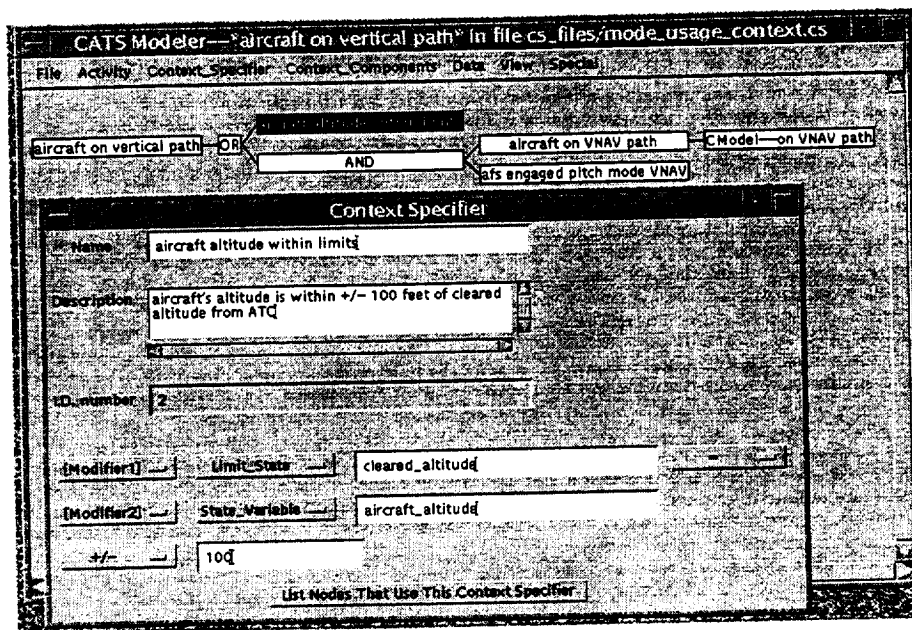 CATS Modeler—"aircraft on vertical path" in file cs_files/mode_usage_context.cs
File Activity Context_Specifier Context_Components Data View Special
aircraft on vertical path OR AND aircraft on VNAV path CModel—on VNAV path
afs engaged pitch mode VNAV
Context Specifier
Name aircraft altitude within limits
Description aircraft's altitude is within +/- 100 feet of cleared
altitude from ATC
I.D._number 2
[Modifier1] Limit_State cleared_altitude -
[Modifier2] State_Variable aircraft_altitude
+/- 100
List Nodes That Use This Context Specifier